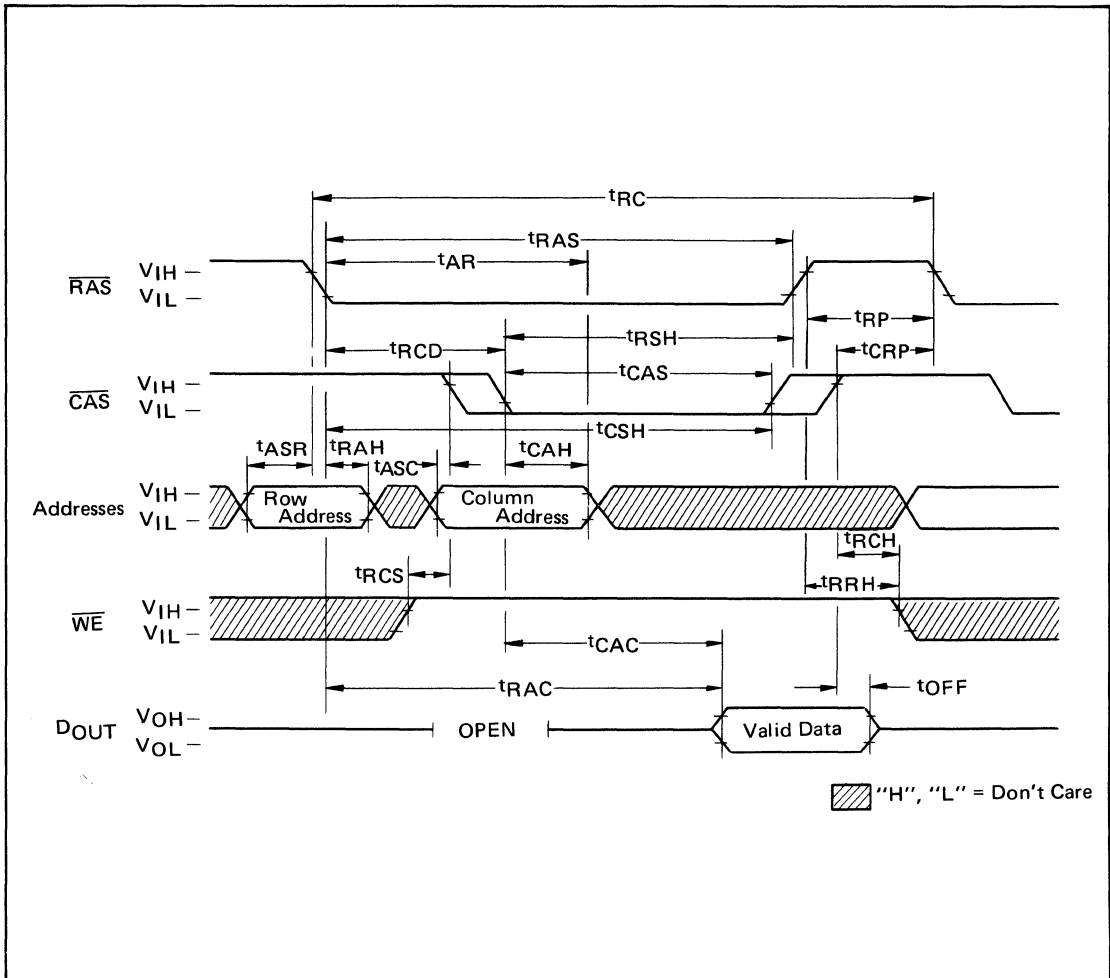 tRC
tRAS
tAR
RAS VIH
VIL
tRP
tRCD tRSH tCRP
CAS VIH tCAS
VIL
tCSH
tASR tRAH tASC tCAH
Addresses VIH Row Address Column Address
VIL
tRCH
tRCS tRRH
WE VIH
VIL
tCAC
tRAC tOFF
DOUT VOH OPEN Valid Data
VOL
"H", "L" = Don't Care